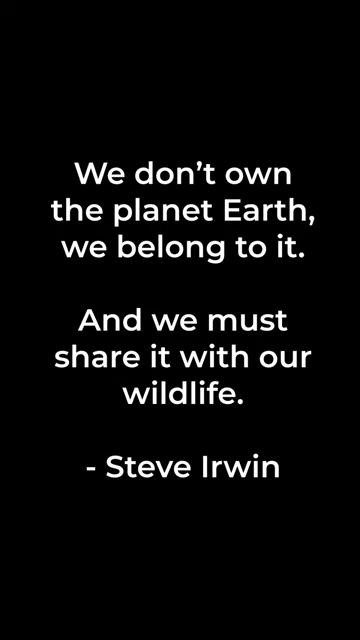 We don’t own
the planet Earth,
we belong to it.
And we must
share it with our
wildlife.
- Steve Irwin